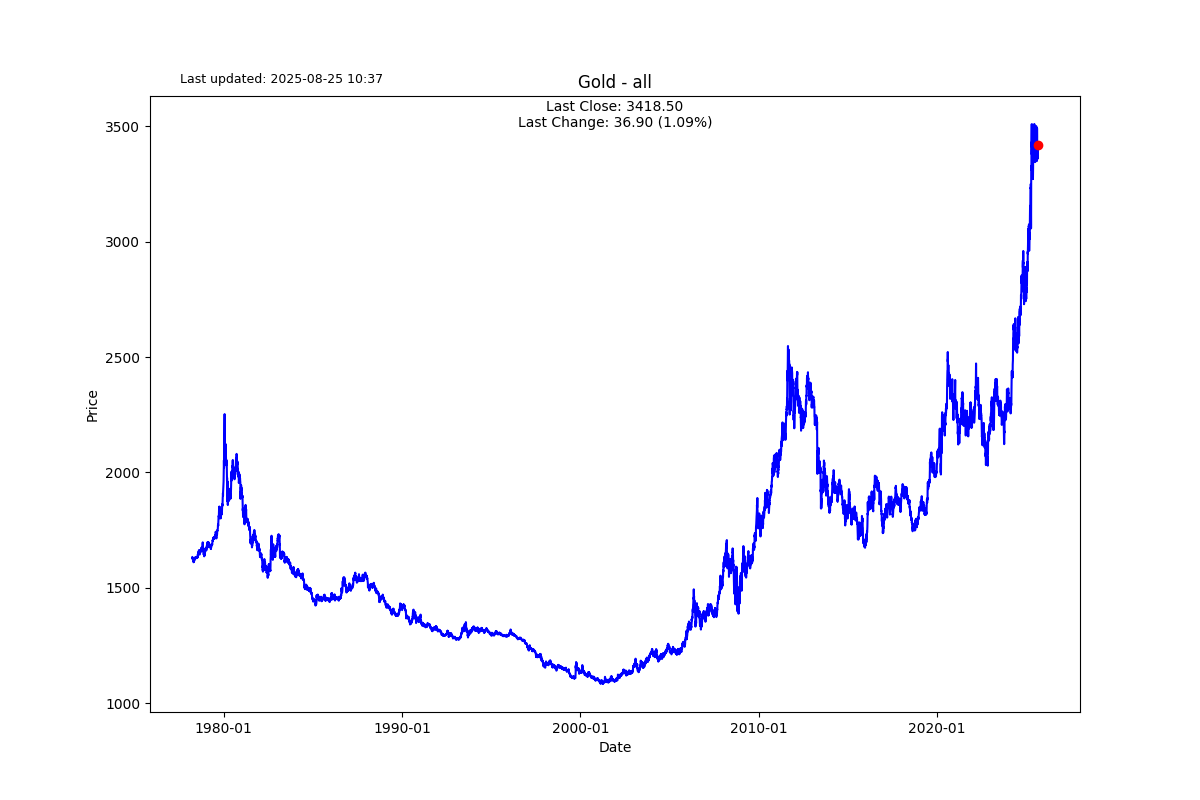 Last updated: 2025-08-25 10:37
Gold - all
Last Close: 3418.50
Last Change: 36.90 (1.09%)
3500
3000
2500
2000
1500
1000
Price
1980-01
1990-01
2000-01
2010-01
2020-01
Date